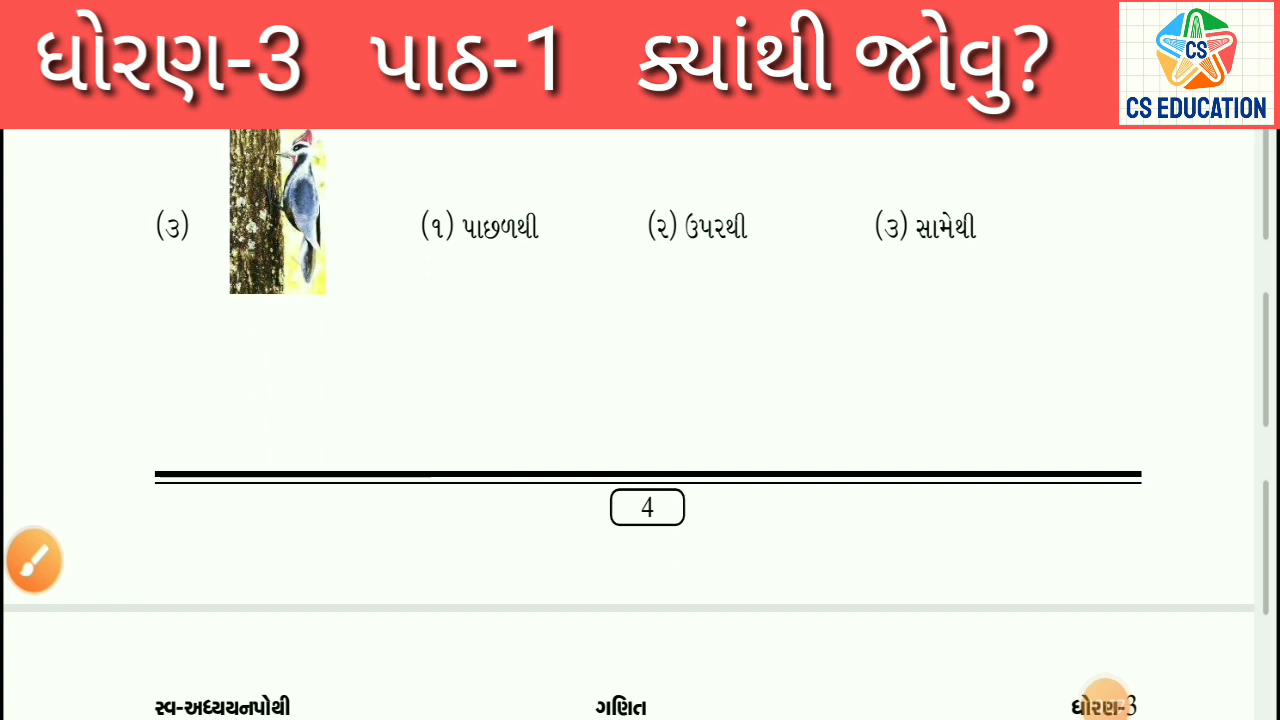 ધોરણ-3 પાઠ-1 ક્યાંથી જોવુ?
CS
CS EDUCATION
(૩) (૧) પાછળથી (૨) ઉપરથી (૩) સામેથી
4
સ્વ-અધ્યયનપોથી ગણિત ધોરણ-3